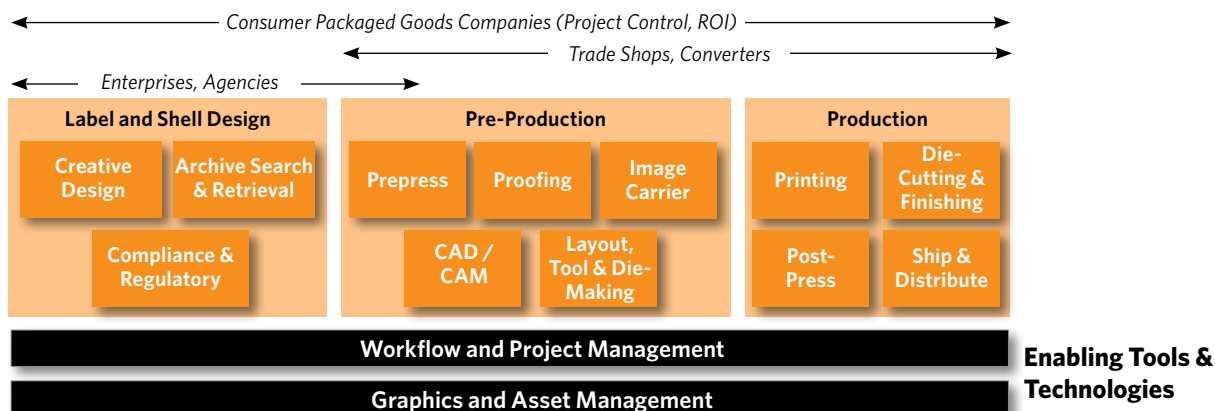 Consumer Packaged Goods Companies (Project Control, ROI)
Trade Shops, Converters
Enterprises, Agencies
Label and Shell Design
Creative
Design
Archive Search
& Retrieval
Compliance &
Regulatory
Pre-Production
Prepress
Proofing
Image
Carrier
CAD /
CAM
Layout,
Tool & Die-
Making
Production
Printing
Die-
Cutting &
Finishing
Post-
Press
Ship &
Distribute
Workflow and Project Management
Graphics and Asset Management
Enabling Tools &
Technologies